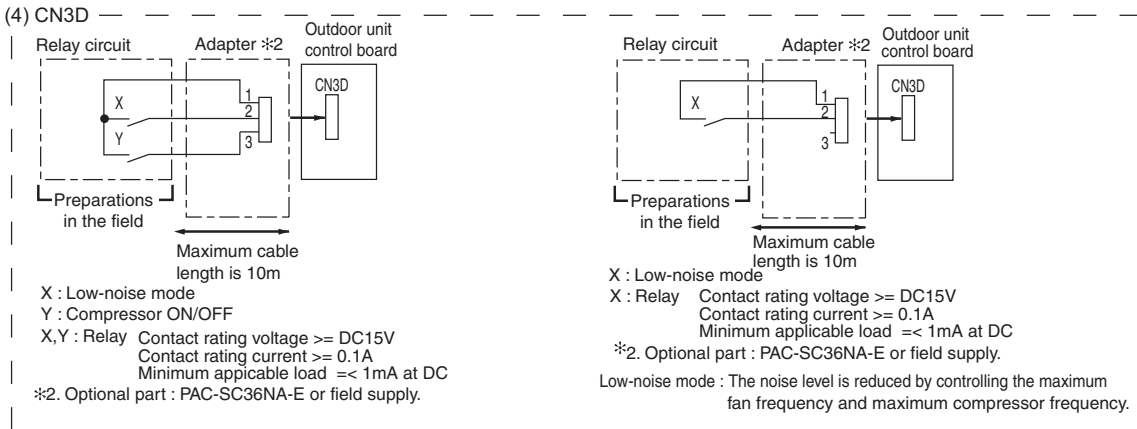 (4) CN3D
Relay circuit
Adapter ✻2
Outdoor unit
control board
CN3D
X
Y
1
2
3
Preparations
in the field
Maximum cable
length is 10m
X : Low-noise mode
Y : Compressor ON/OFF
X,Y : Relay Contact rating voltage >= DC15V
Contact rating current >= 0.1A
Minimum appicable load =< 1mA at DC
✻2. Optional part : PAC-SC36NA-E or field supply.
Relay circuit
Adapter ✻2
Outdoor unit
control board
CN3D
X
1
2
3
Preparations
in the field
Maximum cable
length is 10m
X : Low-noise mode
X : Relay Contact rating voltage >= DC15V
Contact rating current >= 0.1A
Minimum applicable load =< 1mA at DC
✻2. Optional part : PAC-SC36NA-E or field supply.
Low-noise mode : The noise level is reduced by controlling the maximum
fan frequency and maximum compressor frequency.